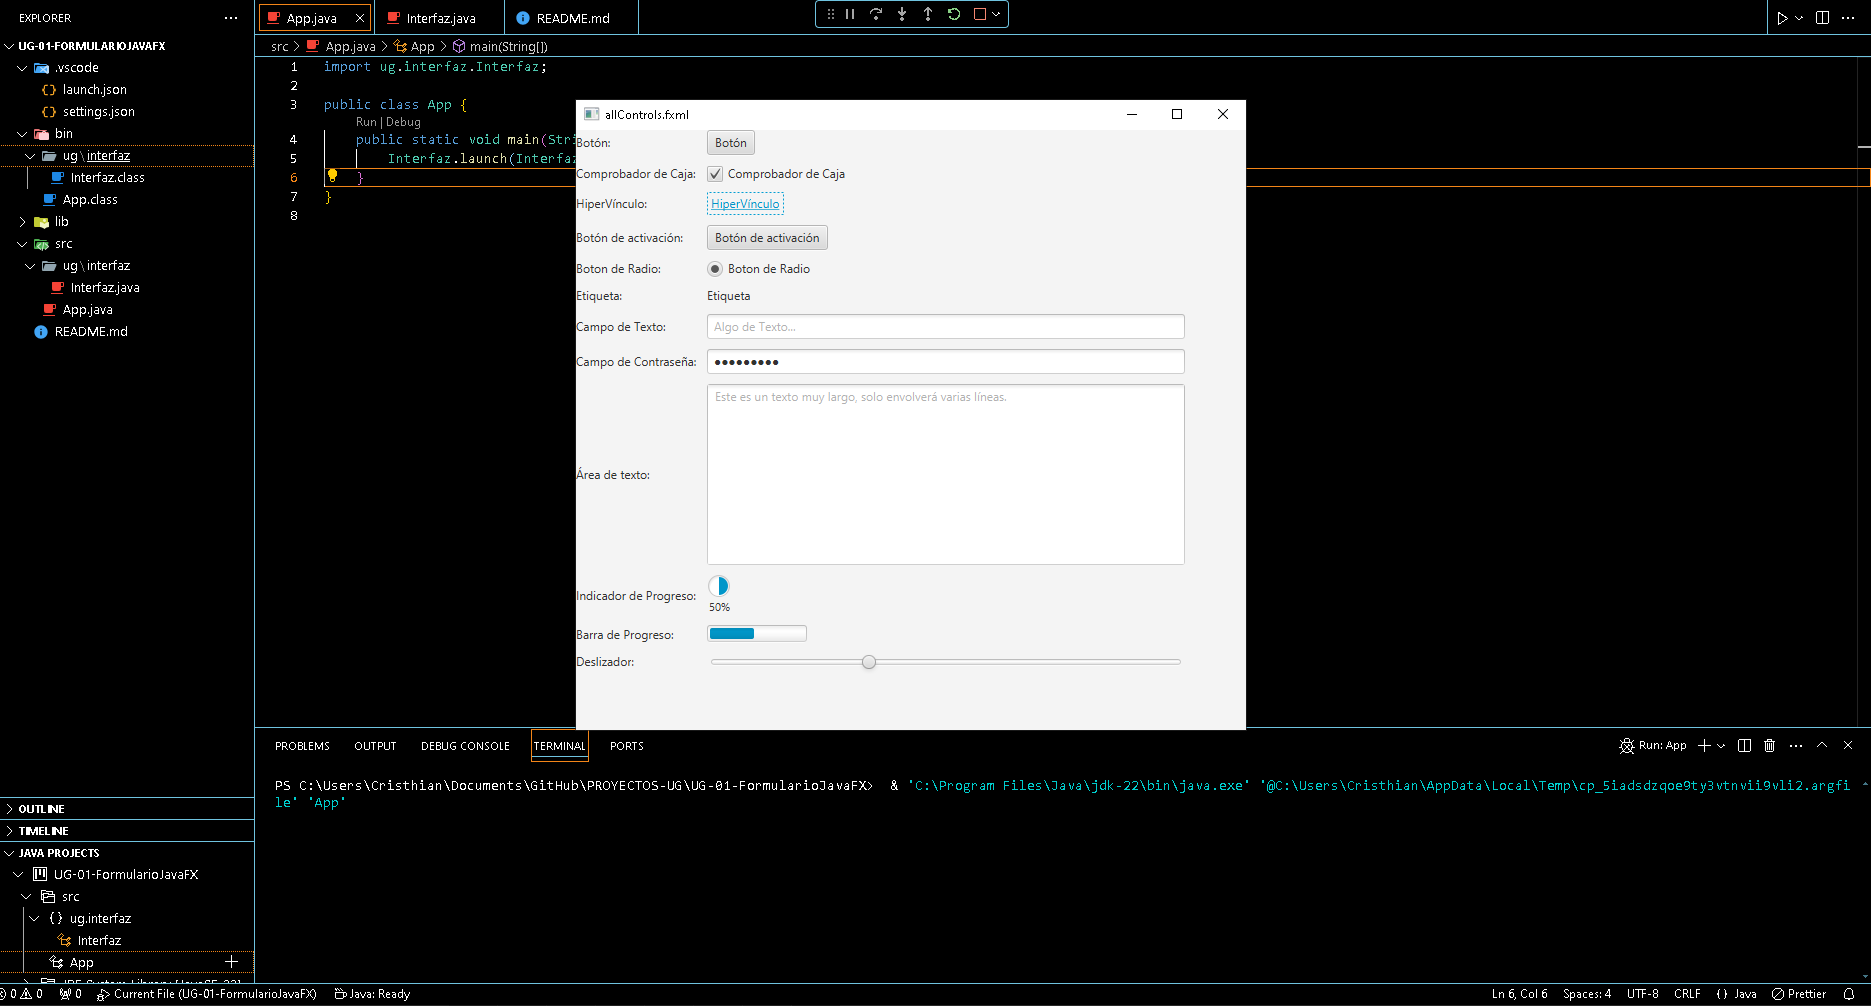 EXPLORER
UG-01-FORMULARIOJAVAFX
.vscode
launch.json
settings.json
bin
ug\interfaz
Interfaz.class
App.class
lib
src
ug\interfaz
Interfaz.java
App.java
README.md
OUTLINE
TIMELINE
JAVA PROJECTS
UG-01-FormularioJavaFX
src
ug.interfaz
Interfaz
App
App.java
Interfaz.java
README.md
src > App.java > App > main(String[])
1 import ug.interfaz.Interfaz;
2
3 public class App {
Run | Debug
4 public static void main(Stri
5 Interfaz.launch(Interfaz
6 }
7 }
8
allControls.fxml
Botón: Botón
Comprobador de Caja: Comprobador de Caja
HiperVínculo: HiperVínculo
Botón de activación: Botón de activación
Boton de Radio: Boton de Radio
Etiqueta: Etiqueta
Campo de Texto: Algo de Texto...
Campo de Contraseña: •••••••••
Este es un texto muy largo, solo envolverá varias líneas.
Área de texto:
Indicador de Progreso: 50%
Barra de Progreso:
Deslizador:
PROBLEMS OUTPUT DEBUG CONSOLE TERMINAL PORTS
Run: App
PS C:\Users\Cristhian\Documents\GitHub\PROYECTOS-UG\UG-01-FormularioJavaFX> & 'C:\Program Files\Java\jdk-22\bin\java.exe' '@C:\Users\Cristhian\AppData\Local\Temp\cp_5iadsdzqoe9ty3vtnvii9vli2.argfi
le' 'App'
0 0 0 Current File (UG-01-FormularioJavaFX) Java: Ready
Ln 6, Col 6 Spaces: 4 UTF-8 CRLF {} Java Prettier